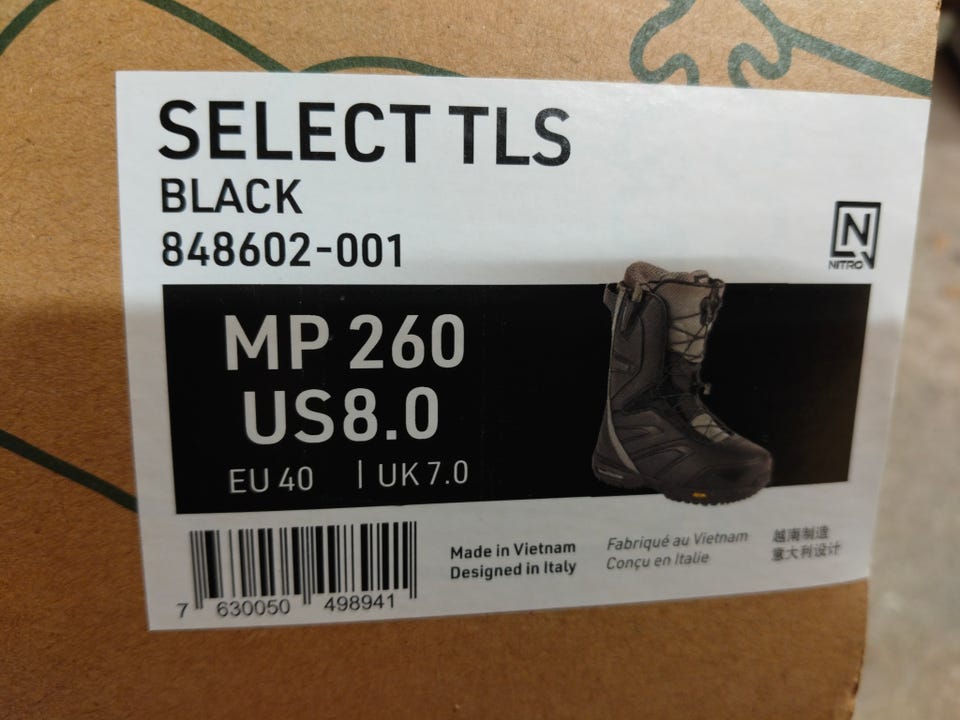 SELECT TLS
BLACK
848602-001
N
NITRO
MP 260
US8.0
EU 40 | UK 7.0
7 630050 498941
Made in Vietnam
Designed in Italy
Fabriqué au Vietnam
Conçu en Italie
越南制造
意大利设计